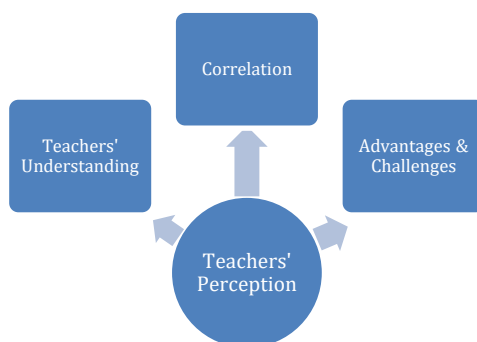 Correlation
Teachers'
Understanding
Advantages &
Challenges
Teachers'
Perception